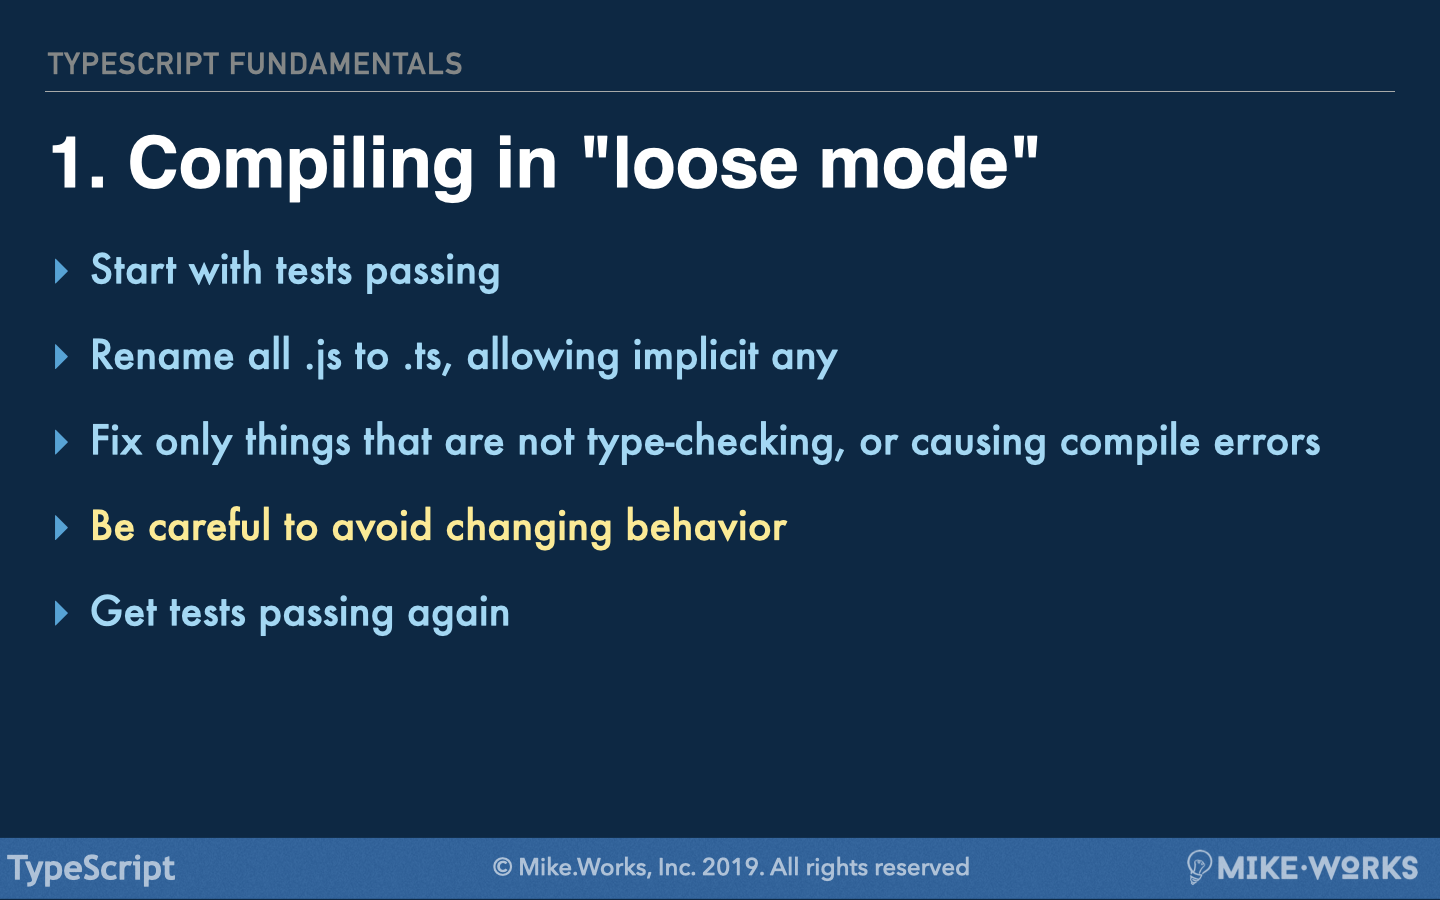 TYPESCRIPT FUNDAMENTALS
1. Compiling in "loose mode"
Start with tests passing
Rename all .js to .ts, allowing implicit any
Fix only things that are not type-checking, or causing compile errors
Be careful to avoid changing behavior
Get tests passing again
TypeScript
© Mike.Works, Inc. 2019. All rights reserved
MIKE·WORKS